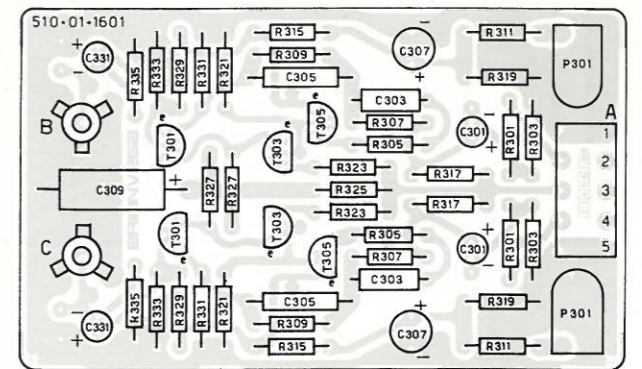 510-01-1601
R315
R311
C331
R335
R333
R329
R331
R321
R309
C307
P301
C305
R319
A
B
C303
T305
R307
C301
R301
R303
1
T301
T303
R305
2
R323
R317
C309
R327
R327
R325
3
R323
R317
4
T301
T303
R305
C301
R301
R303
5
C
T305
R307
C303
R335
R333
R329
R331
R321
C305
R319
P301
C331
R309
C307
R315
R311
+
-
+
-
+
-
+
+
-
+
-
+
-
+
-
e
e
e
e
e
e